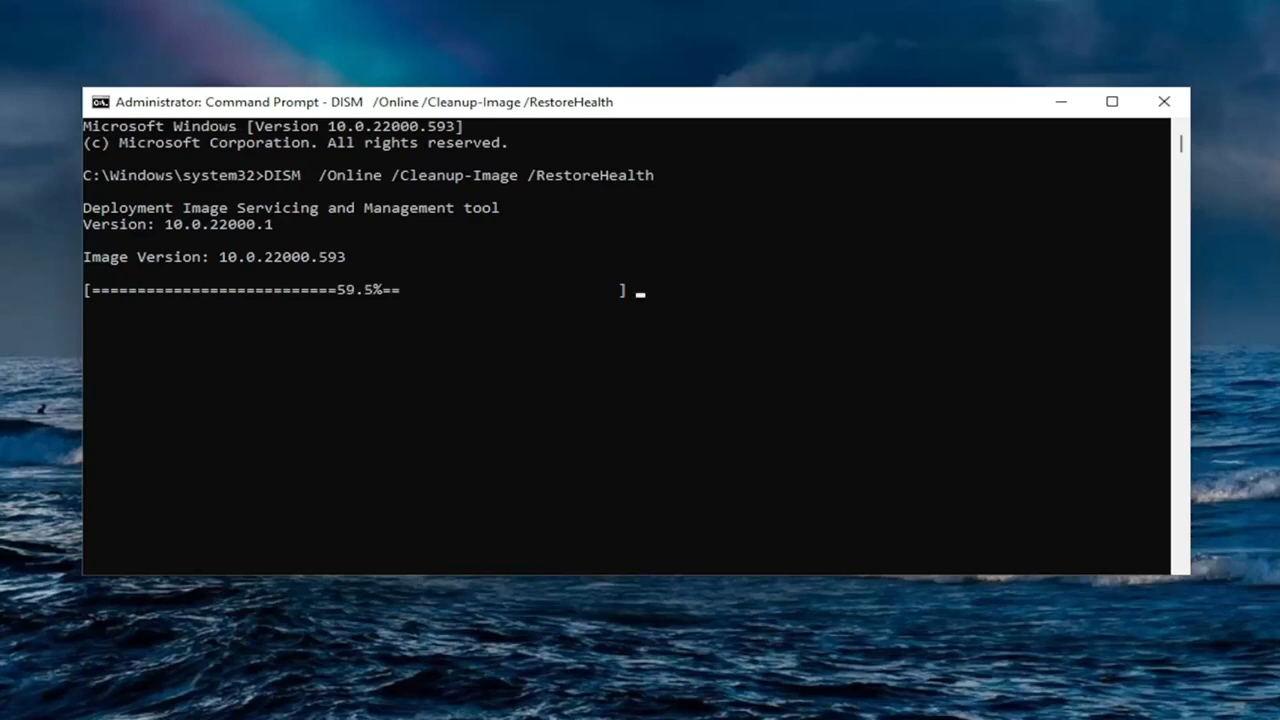 Administrator: Command Prompt - DISM  /Online /Cleanup-Image /RestoreHealth
Microsoft Windows [Version 10.0.22000.593]
(c) Microsoft Corporation. All rights reserved.
C:\Windows\system32>DISM  /Online /Cleanup-Image /RestoreHealth
Deployment Image Servicing and Management tool
Version: 10.0.22000.1
Image Version: 10.0.22000.593
[===========================59.5%==                        ]